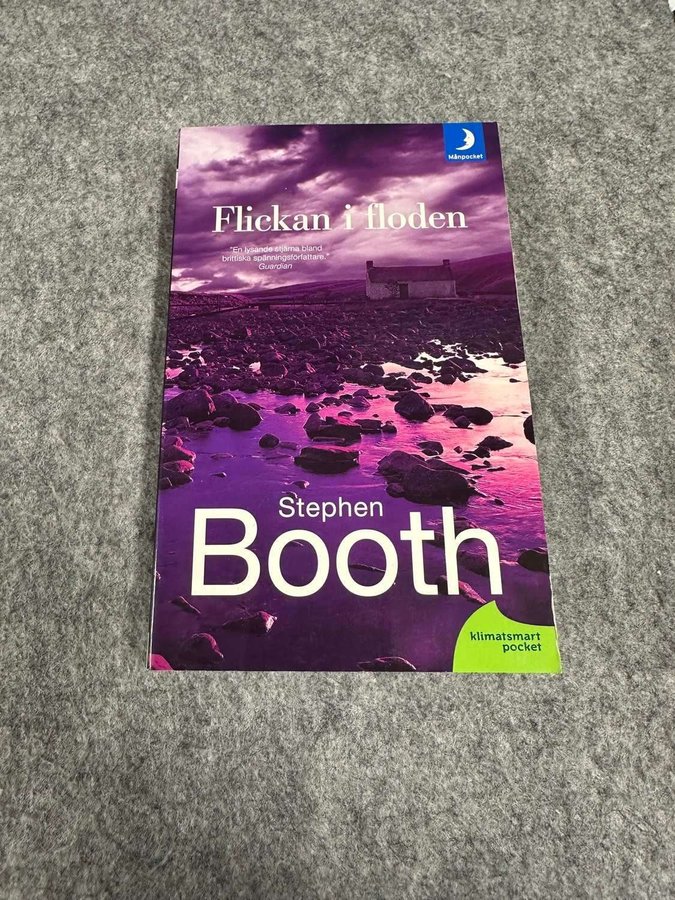 Månpocket
Flickan i floden
"En lysande stjärna bland
brittiska spänningsförfattare."
Guardian
Stephen
Booth
klimatsmart
pocket